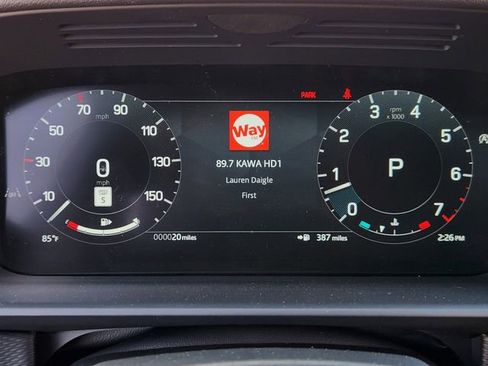 70 90
50 mph 110
30 130
0
mph
S
10 150
85°F
000020 miles
PARK
Way
FM
89.7 KAWA HD1
Lauren Daigle
First
387 miles
3 4
2 rpm 5
x 1000
1 P 6
0 7
2:26 PM